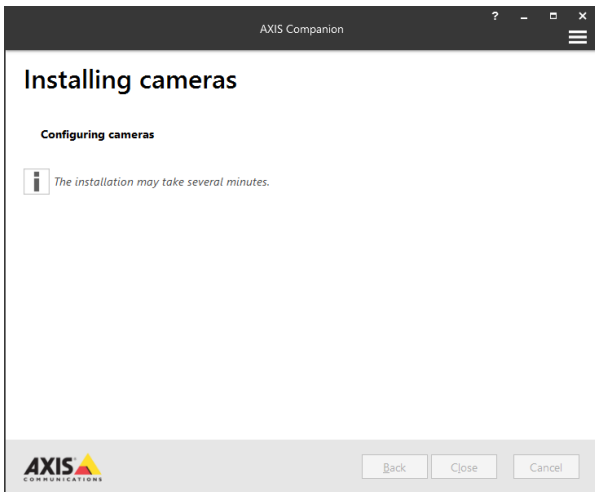 AXIS Companion
?
Installing cameras
Configuring cameras
i The installation may take several minutes.
AXIS
COMMUNICATIONS
Back Close Cancel